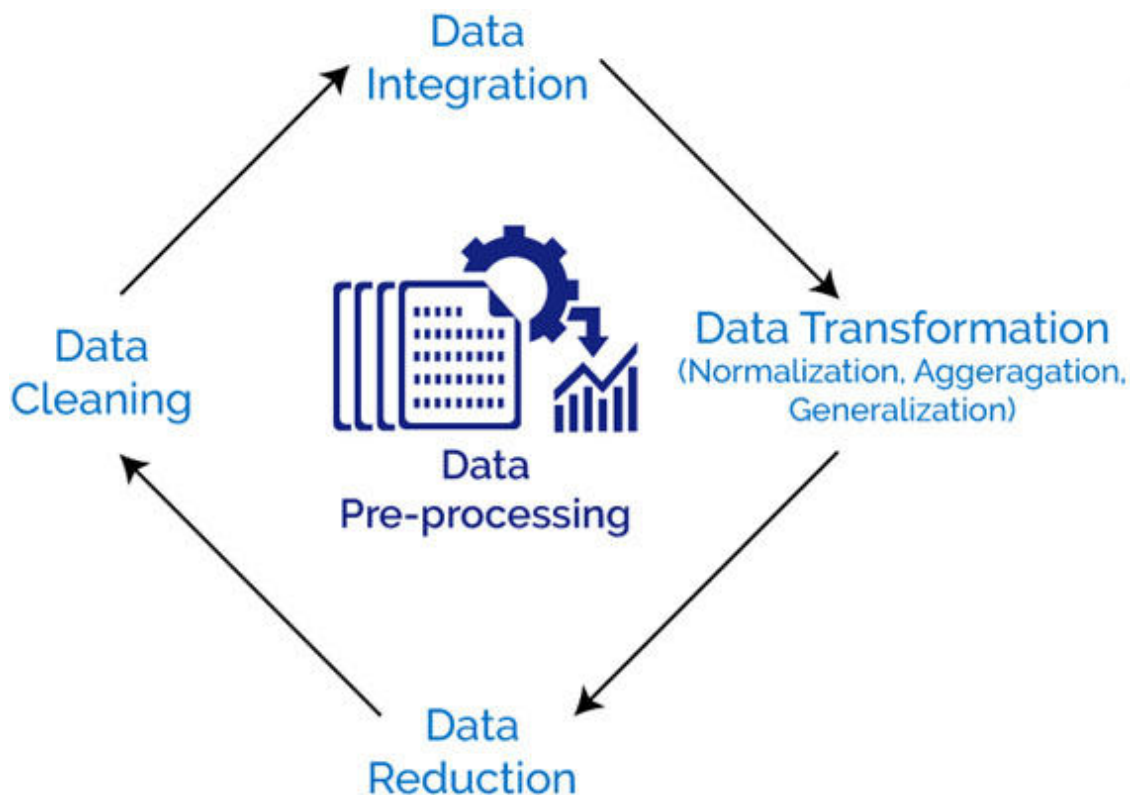 Data
Integration
Data Transformation
(Normalization, Aggeragation,
Generalization)
Data
Cleaning
Data
Pre-processing
Data
Reduction